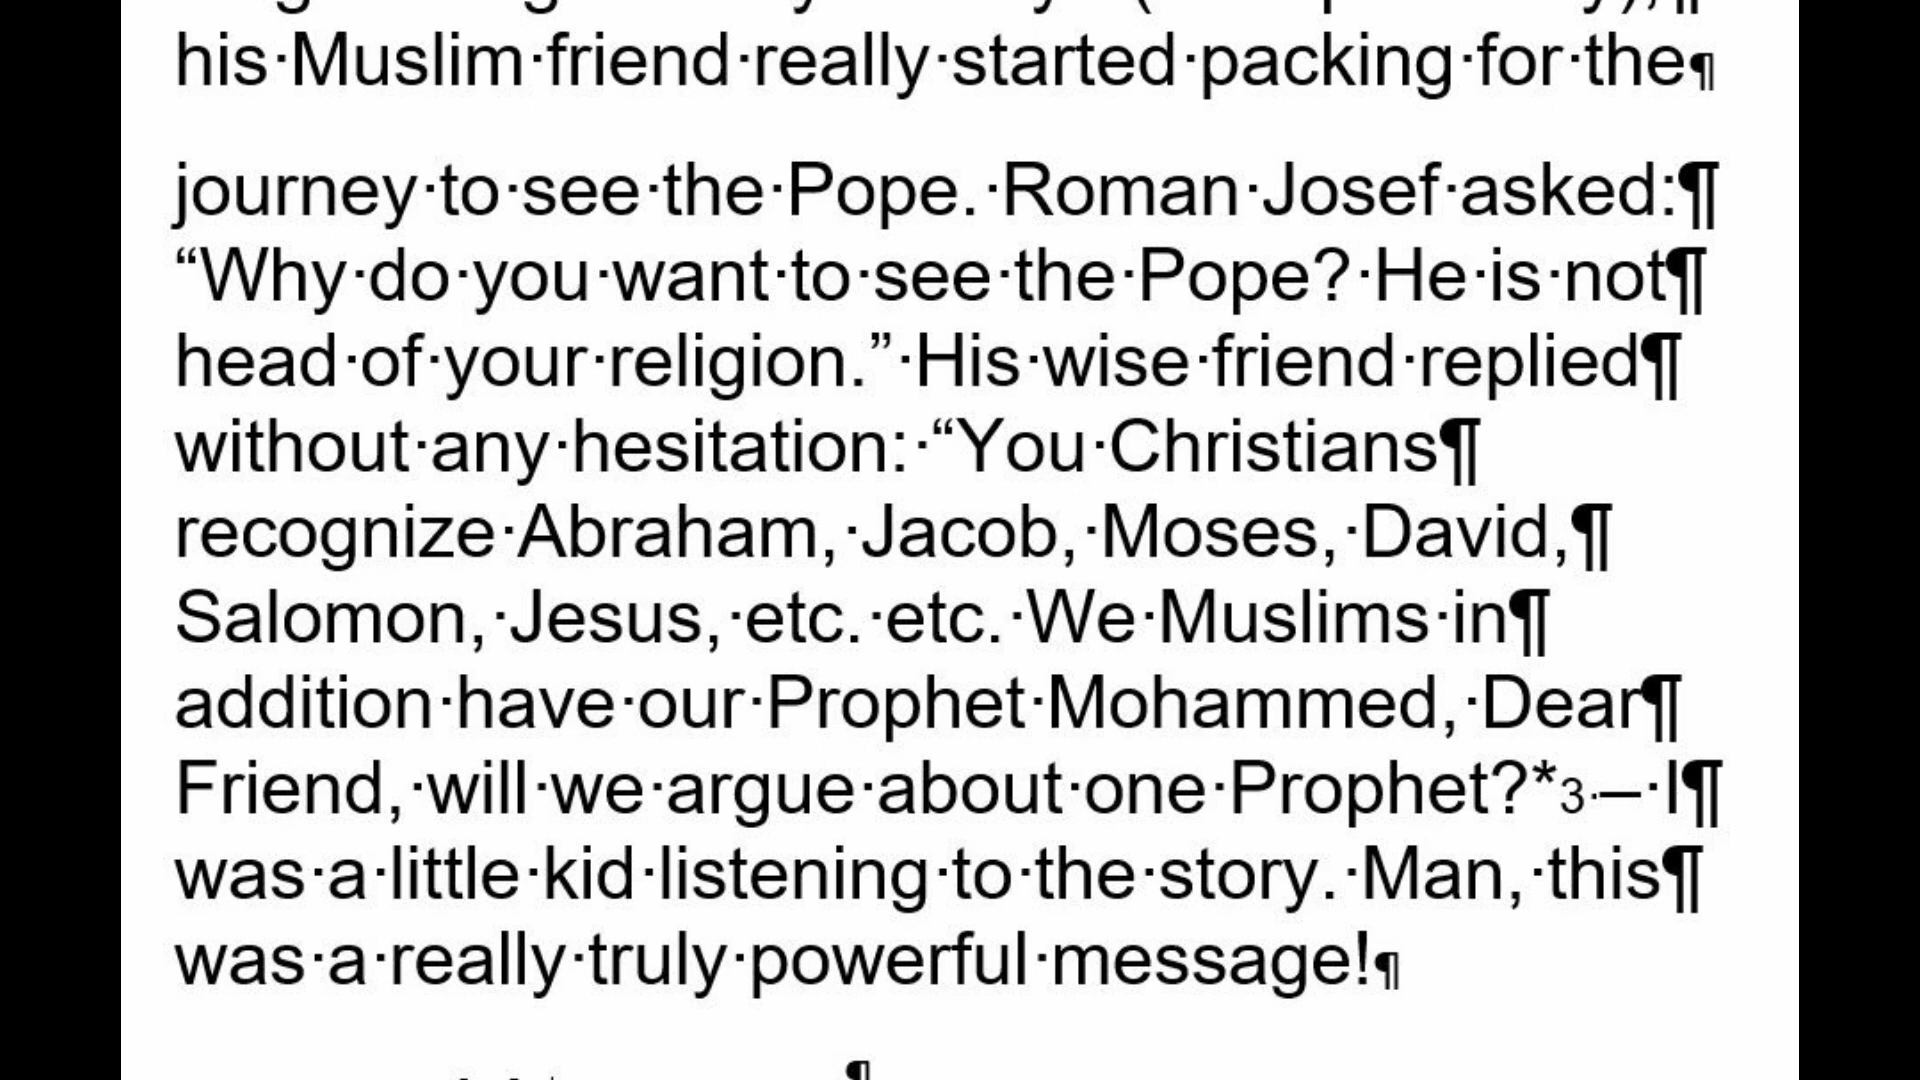 his·Muslim·friend·really·started·packing·for·the¶
journey·to·see·the·Pope.·Roman·Josef·asked:¶
“Why·do·you·want·to·see·the·Pope?·He·is·not¶
head·of·your·religion.”·His·wise·friend·replied¶
without·any·hesitation:·“You·Christians¶
recognize·Abraham,·Jacob,·Moses,·David,¶
Salomon,·Jesus,·etc.·etc.·We·Muslims·in¶
addition·have·our·Prophet·Mohammed,·Dear¶
Friend,·will·we·argue·about·one·Prophet?*3·–·I¶
was·a·little·kid·listening·to·the·story.·Man,·this¶
was·a·really·truly·powerful·message!¶